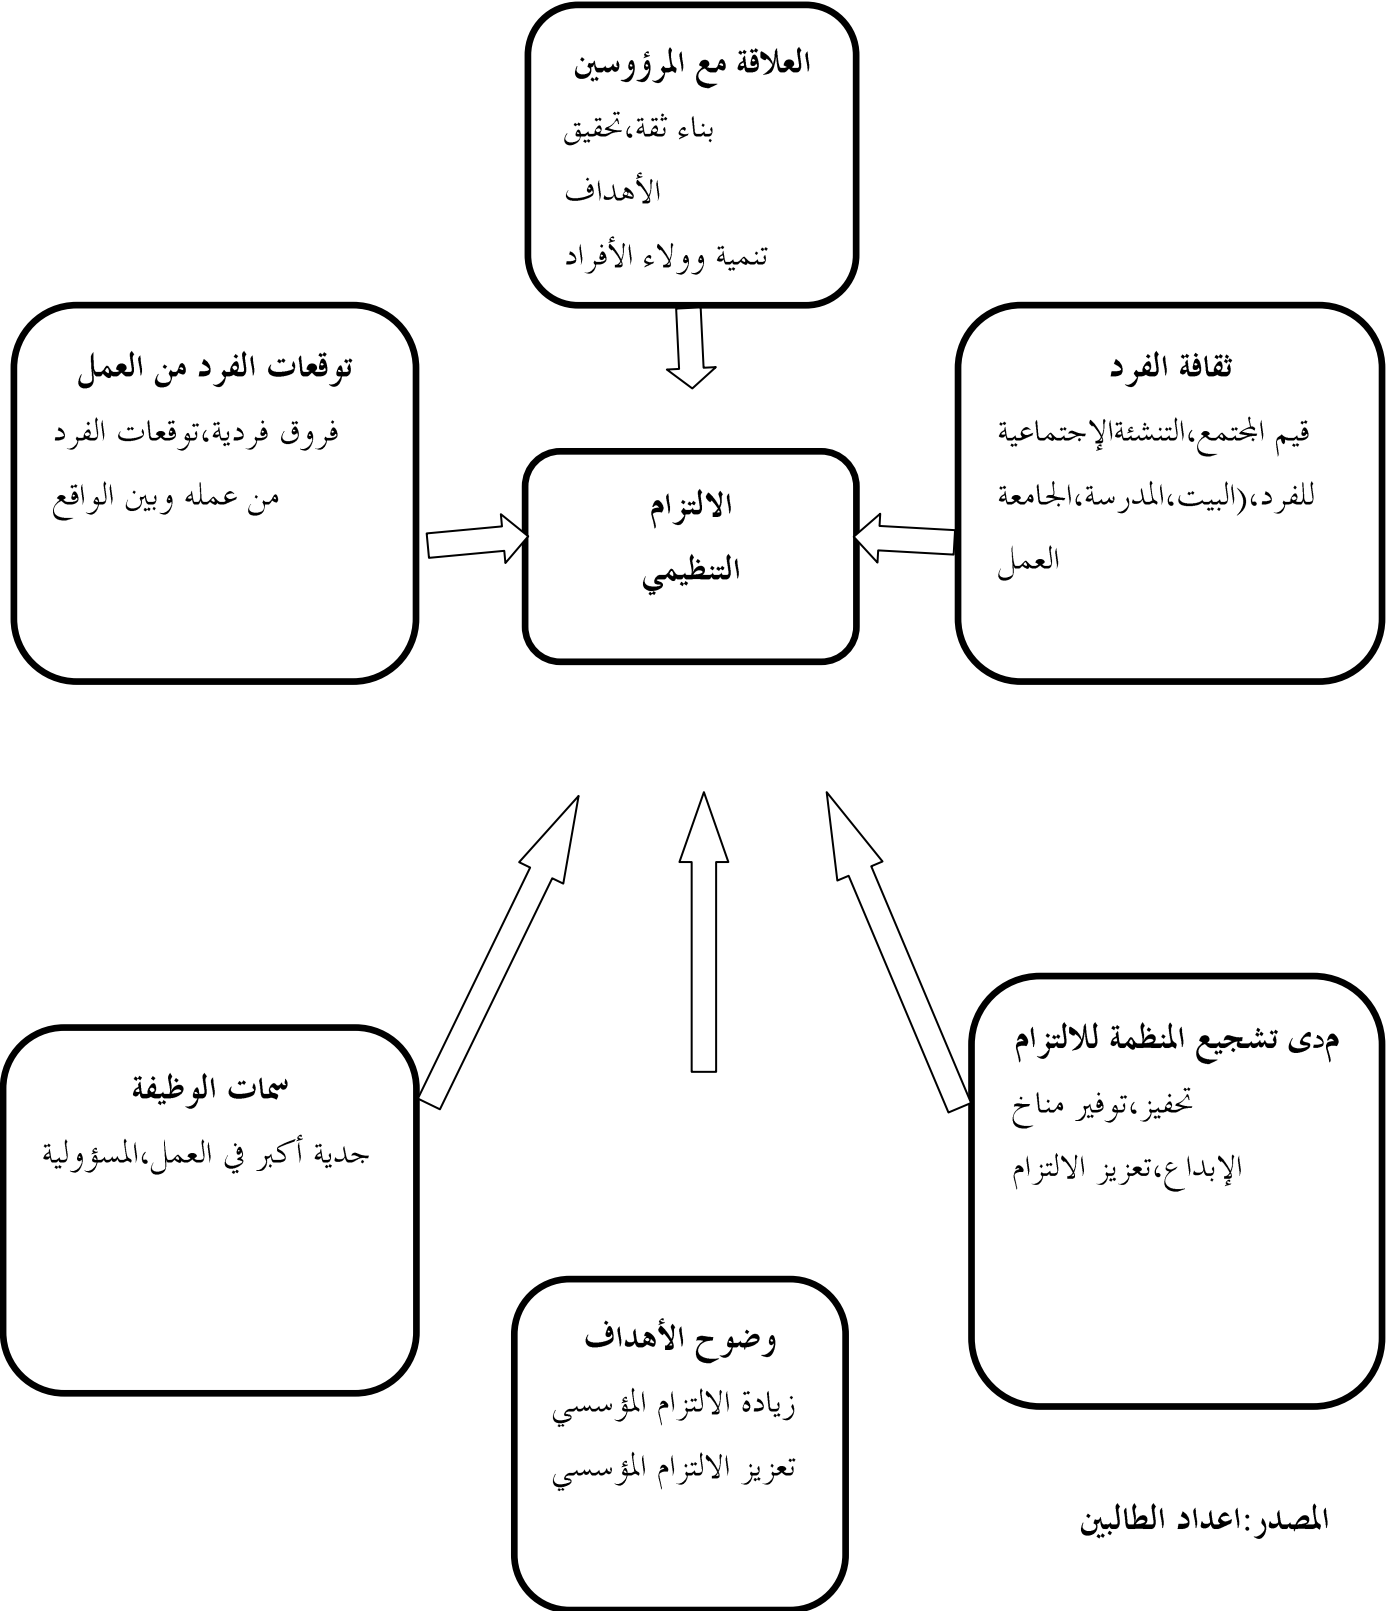 العلاقة مع المرؤوسين
بناء ثقة،تحقيق
الأهداف
تنمية وولاء الأفراد
ثقافة الفرد
قيم المجتمع،التنشئةالإجتماعية
للفرد،(البيت،المدرسة،الجامعة
العمل
توقعات الفرد من العمل
فروق فردية،توقعات الفرد
من عمله وبين الواقع
الالتزام
التنظيمي
مدى تشجيع المنظمة للالتزام
تحفيز،توفير مناخ
الإبداع،تعزيز الالتزام
سمات الوظيفة
جدية أكبر في العمل،المسؤولية
وضوح الأهداف
زيادة الالتزام المؤسسي
تعزيز الالتزام المؤسسي
المصدر:اعداد الطالبين